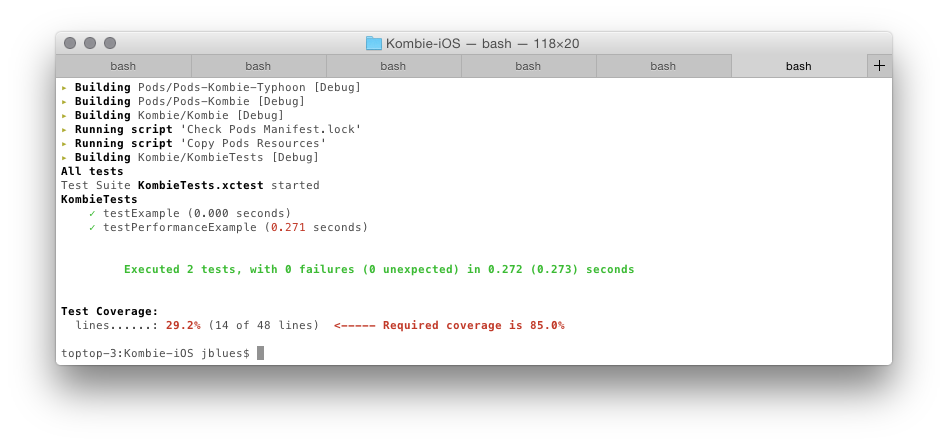 Kombie-iOS — bash — 118×20
bash bash bash bash bash bash +
▸ Building Pods/Pods-Kombie-Typhoon [Debug]
▸ Building Pods/Pods-Kombie [Debug]
▸ Building Kombie/Kombie [Debug]
▸ Running script 'Check Pods Manifest.lock'
▸ Running script 'Copy Pods Resources'
▸ Building Kombie/KombieTests [Debug]
All tests
Test Suite KombieTests.xctest started
KombieTests
✓ testExample (0.000 seconds)
✓ testPerformanceExample (0.271 seconds)
Executed 2 tests, with 0 failures (0 unexpected) in 0.272 (0.273) seconds
Test Coverage:
lines......: 29.2% (14 of 48 lines) <----- Required coverage is 85.0%
toptop-3:Kombie-iOS jblues$